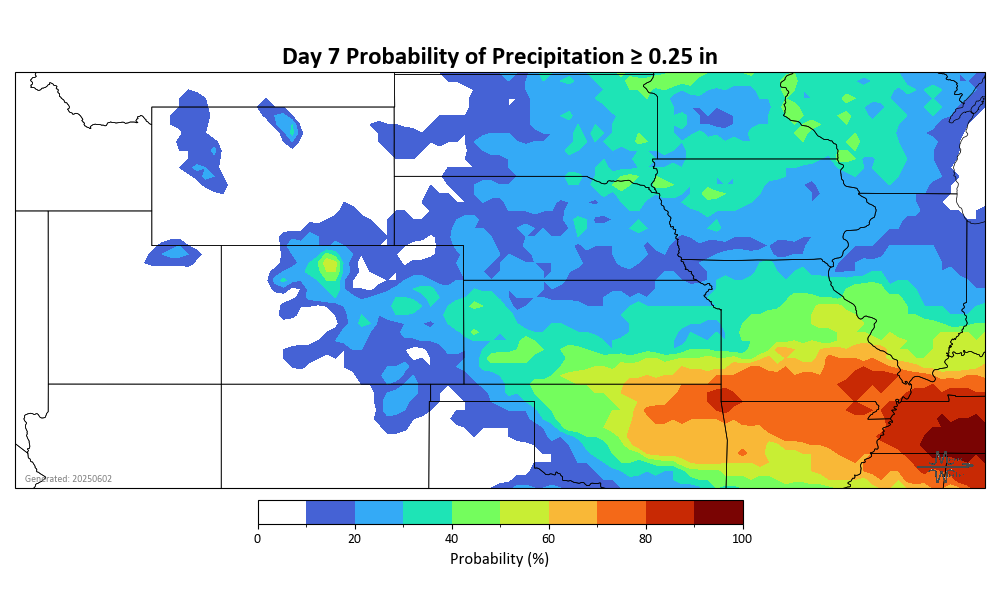 Day 7 Probability of Precipitation ≥ 0.25 in
Generated: 20250602
0 20 40 60 80 100
Probability (%)